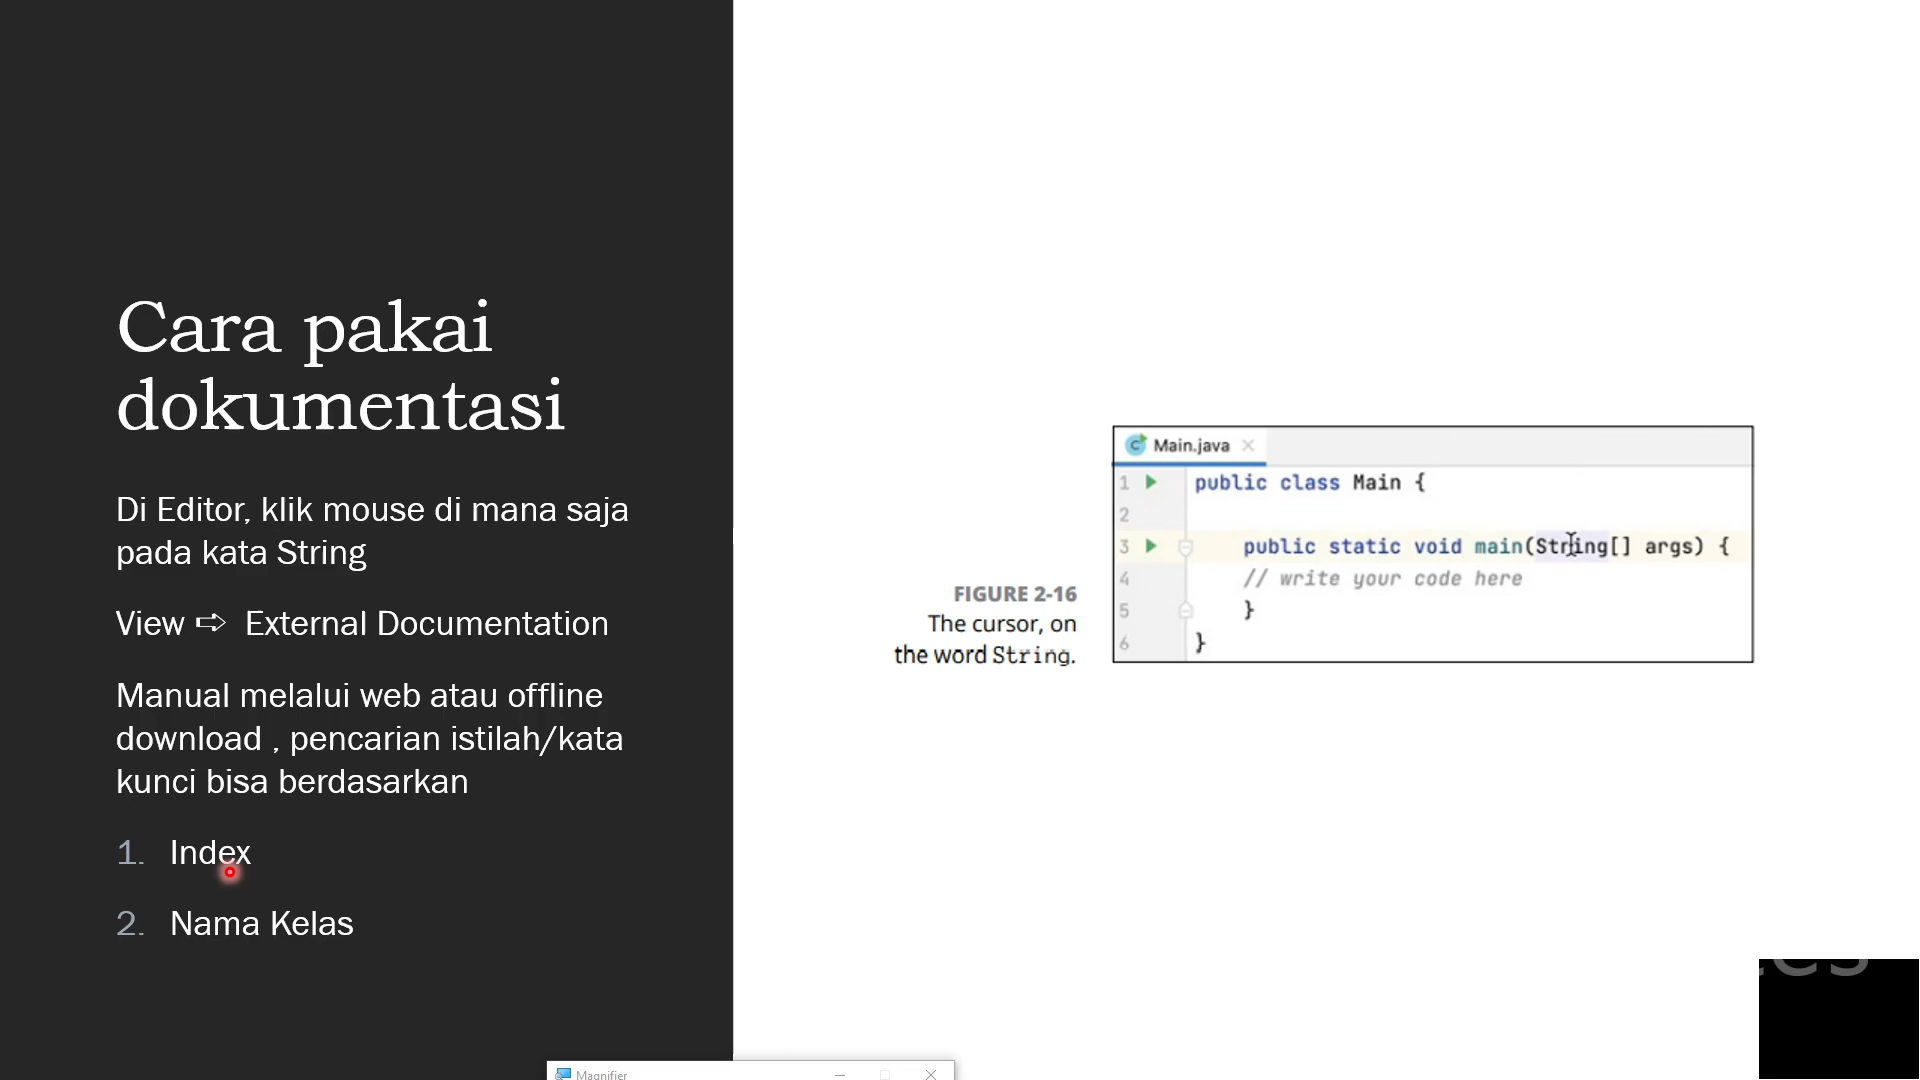 Cara pakai
dokumentasi
Di Editor, klik mouse di mana saja
pada kata String
View ➪ External Documentation
Manual melalui web atau offline
download , pencarian istilah/kata
kunci bisa berdasarkan
1. Index
2. Nama Kelas
FIGURE 2-16
The cursor, on
the word String.
Main.java
1 public class Main {
2
3 public static void main(String[] args) {
4 // write your code here
5 }
6 }
Magnifier